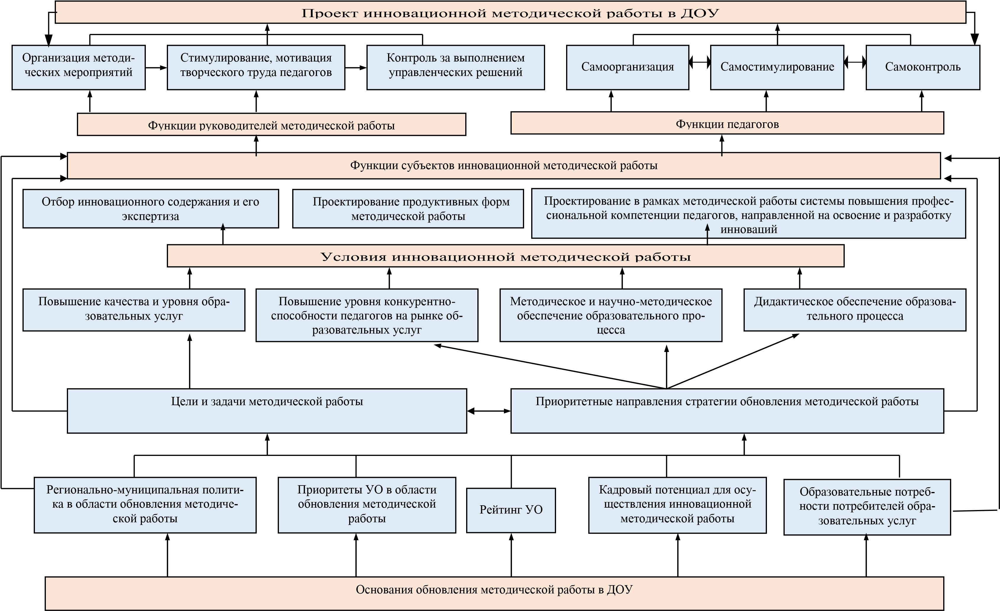 Проект инновационной методической работы в ДОУ
Организация методи-
ческих мероприятий
Стимулирование, мотивация
творческого труда педагогов
Контроль за выполнением
управленческих решений
Самоорганизация
Самостимулирование
Самоконтроль
Функции руководителей методической работы
Функции педагогов
Функции субъектов инновационной методической работы
Отбор инновационного содержания и его
экспертиза
Проектирование продуктивных форм
методической работы
Проектирование в рамках методической работы системы повышения профес-
сиональной компетенции педагогов, направленной на освоение и разработку
инноваций
Условия инновационной методической работы
Повышение качества и уровня обра-
зовательных услуг
Повышение уровня конкурентно-
способности педагогов на рынке об-
разовательных услуг
Методическое и научно-методическое
обеспечение образовательного про-
цесса
Дидактическое обеспечение образова-
тельного процесса
Цели и задачи методической работы
Приоритетные направления стратегии обновления методической работы
Регионально-муниципальная полити-
ка в области обновления методиче-
ской работы
Приоритеты УО в области
обновления методической
работы
Рейтинг УО
Кадровый потенциал для осу-
ществления инновационной
методической работы
Образовательные потреб-
ности потребителей обра-
зовательных услуг
Основания обновления методической работы в ДОУ